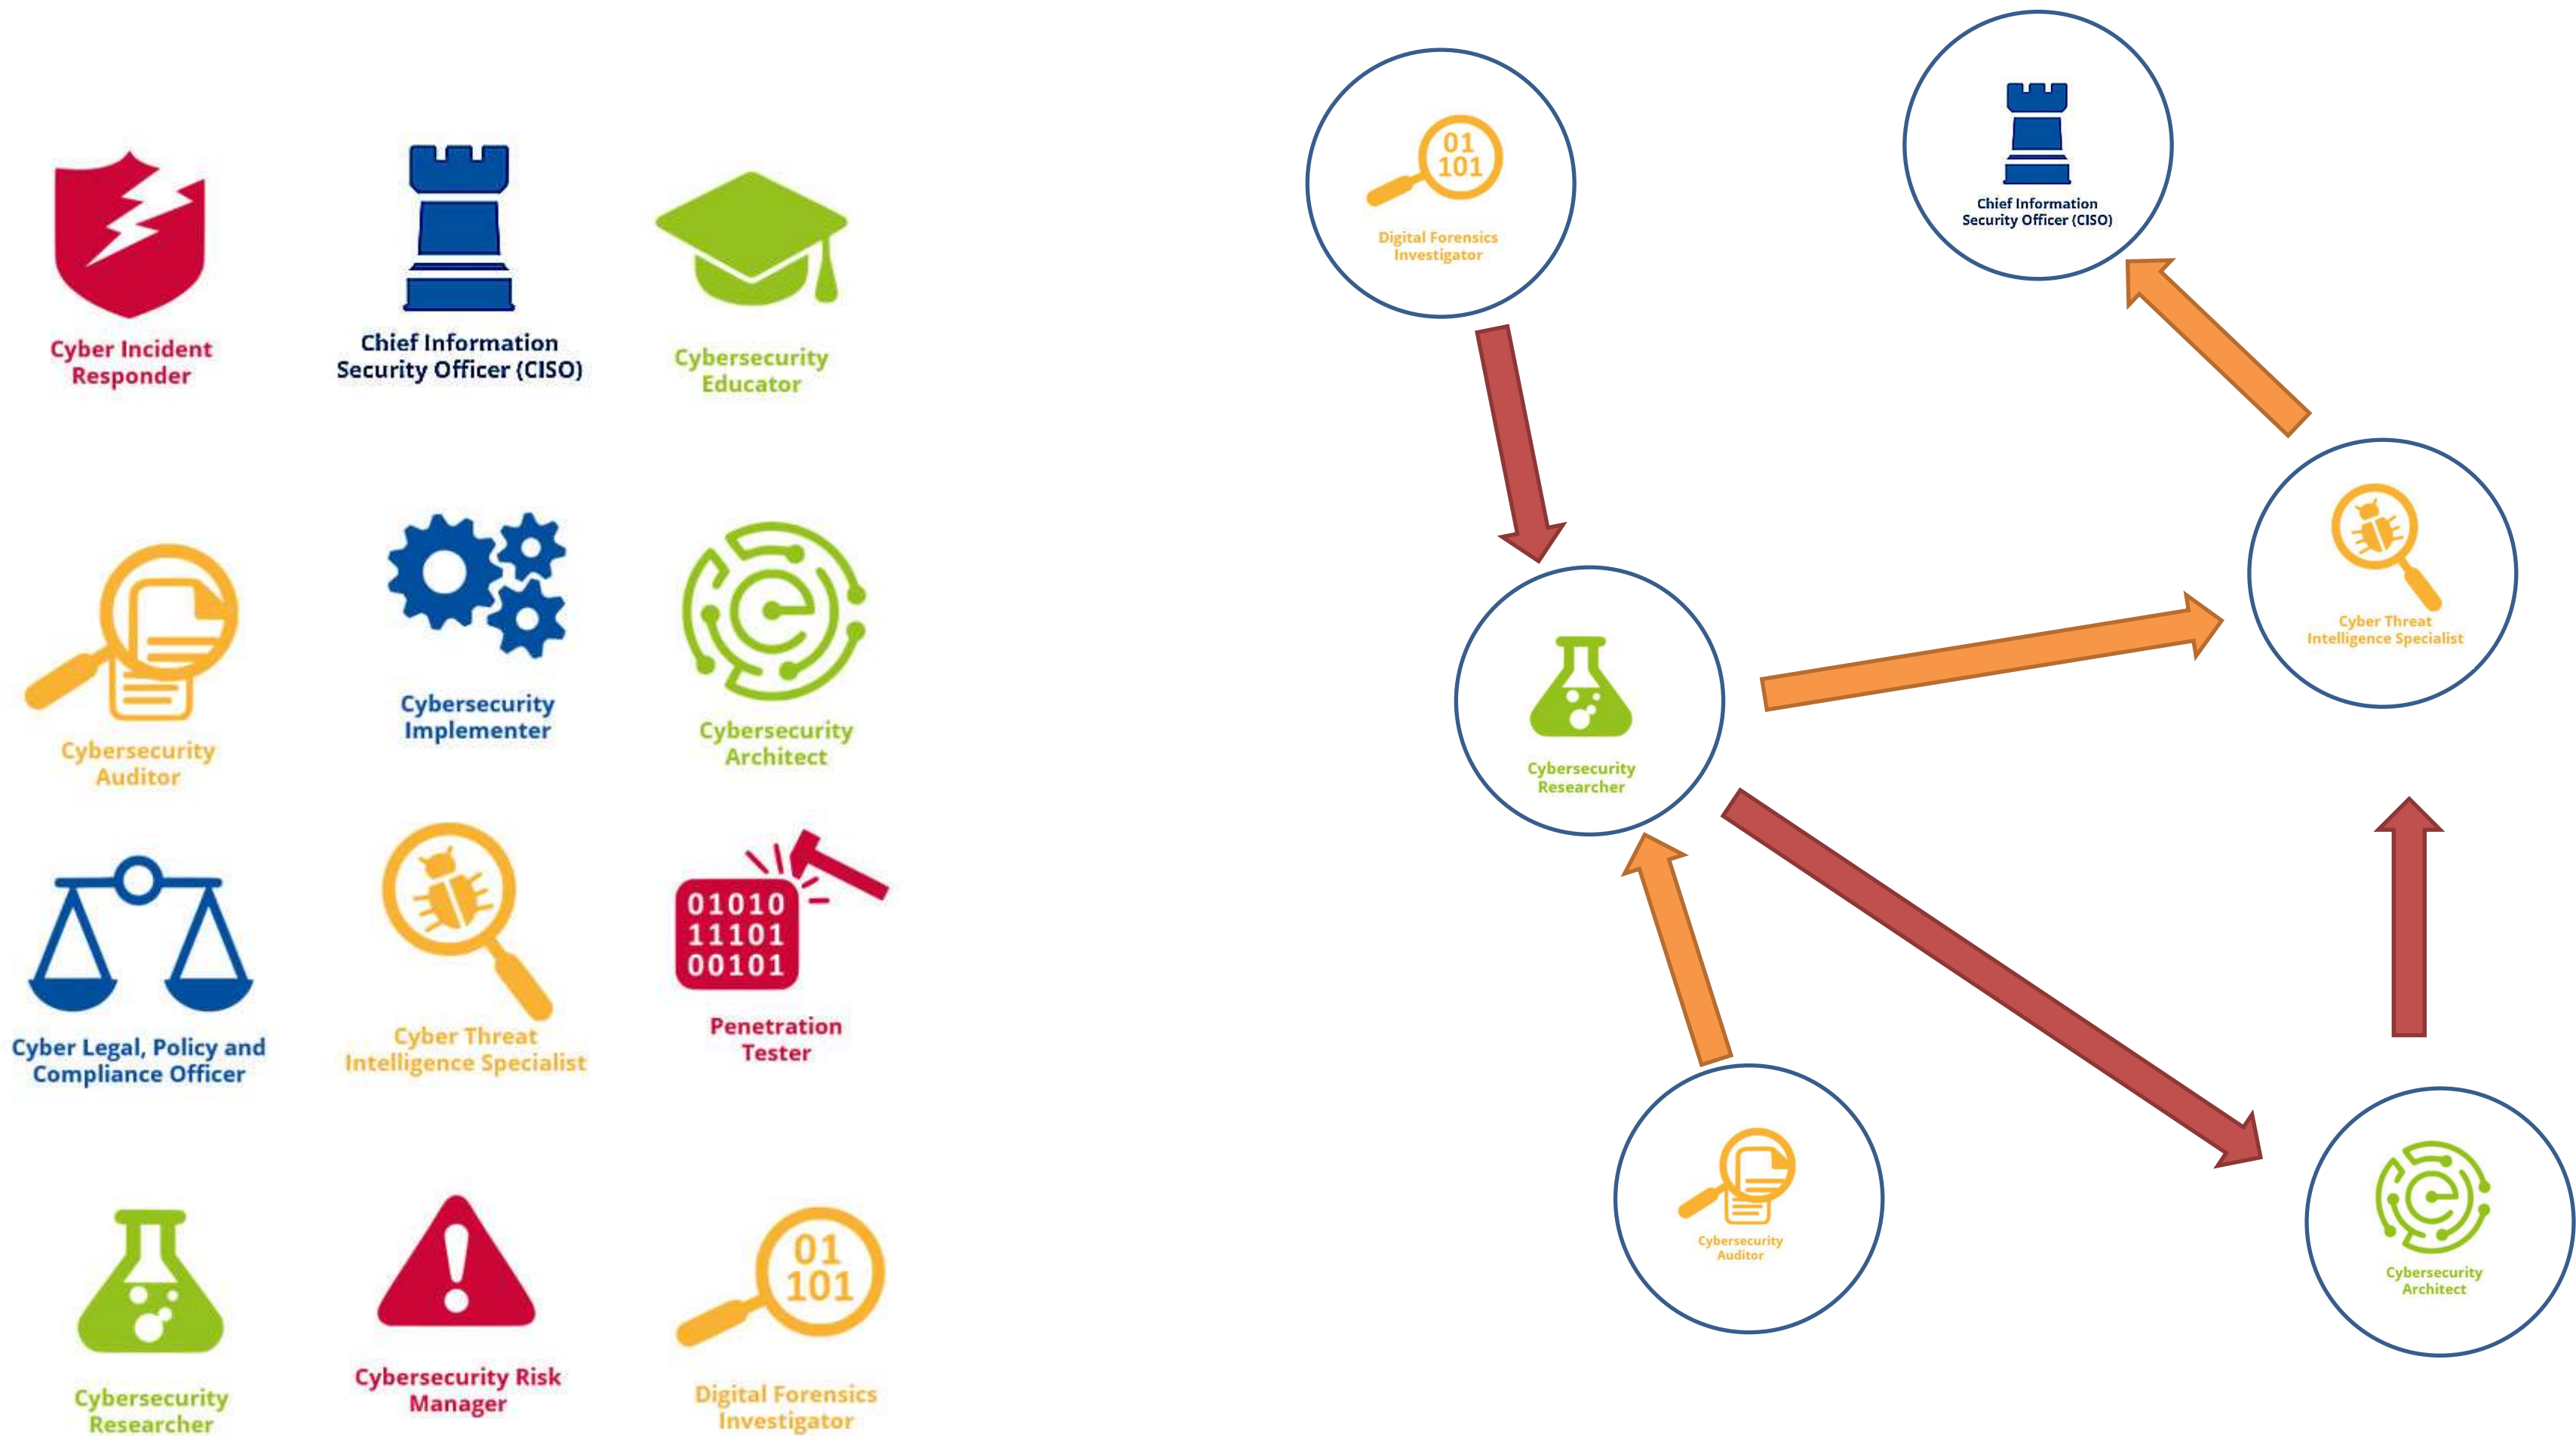 Cyber Incident
Responder
Chief Information
Security Officer (CISO)
Cybersecurity
Educator
Cybersecurity
Auditor
Cybersecurity
Implementer
Cybersecurity
Architect
Cyber Legal, Policy and
Compliance Officer
Cyber Threat
Intelligence Specialist
01010
11101
00101
Penetration
Tester
Cybersecurity
Researcher
Cybersecurity Risk
Manager
01
101
Digital Forensics
Investigator
01
101
Digital Forensics
Investigator
Chief Information
Security Officer (CISO)
Cybersecurity
Researcher
Cyber Threat
Intelligence Specialist
Cybersecurity
Auditor
Cybersecurity
Architect